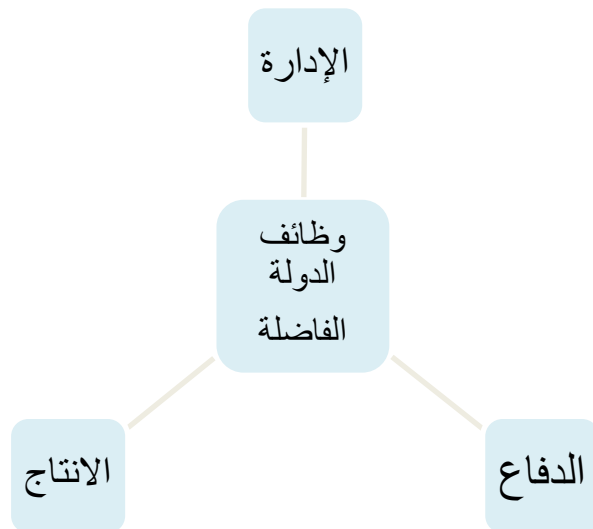 الإدارة
وظائف
الدولة
الفاضلة
الدفاع
الانتاج